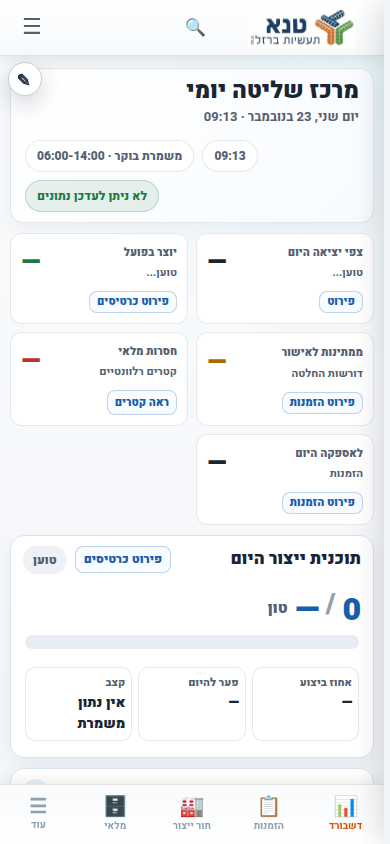 טנא
תעשיות ברזל
מרכז שליטה יומי
יום שני, 23 בנובמבר · 09:13
09:13
משמרת בוקר · 06:00-14:00
לא ניתן לעדכן נתונים
צפי יציאה היום
—
טוען...
פירוט
יוצר בפועל
—
טוען...
פירוט כרטיסים
ממתינות לאישור
—
דורשות החלטה
פירוט הזמנות
חסרות מלאי
—
קטרים רלוונטיים
ראה קטרים
לאספקה היום
—
הזמנות
פירוט הזמנות
תוכנית ייצור היום
פירוט כרטיסים
טוען
0 / — טון
אחוז ביצוע
–
פער להיום
–
קצב
אין נתון
משמרת
דשבורד
הזמנות
תור ייצור
מלאי
עוד